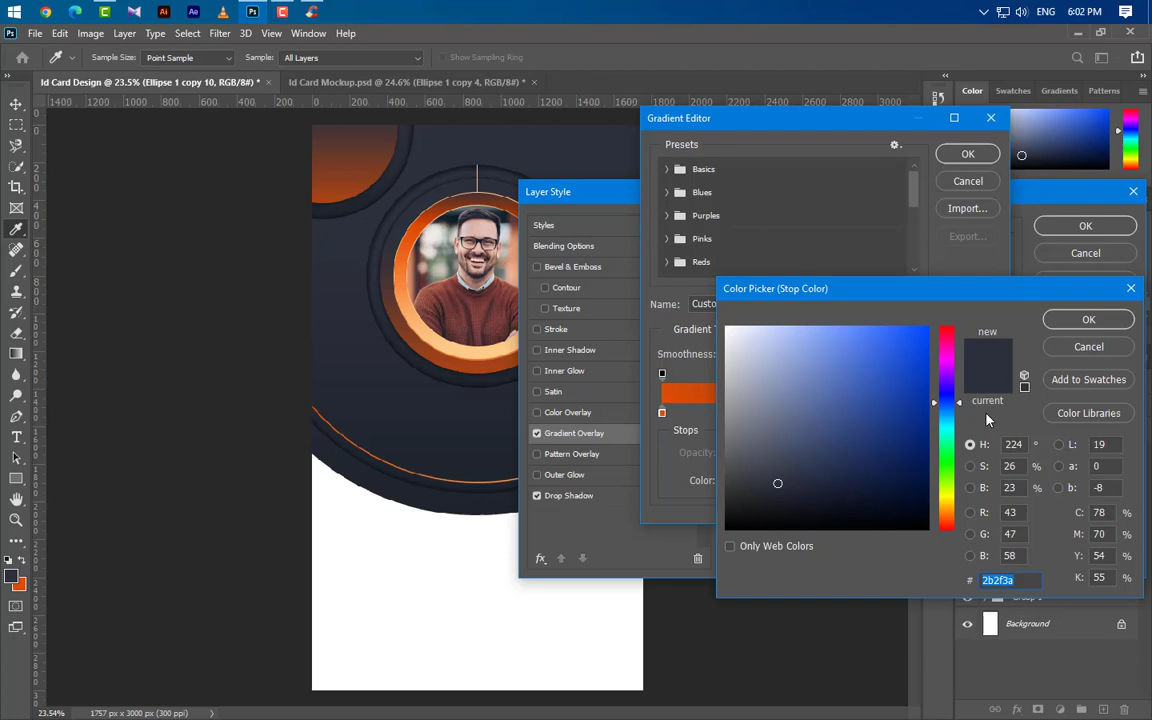 ENG 6:02 PM
Ps File Edit Image Layer Type Select Filter 3D View Window Help
Sample Size: Point Sample Sample: All Layers Show Sampling Ring
Id Card Design @ 23.5% (Ellipse 1 copy 10, RGB/8#) * × Id Card Mockup.psd @ 24.6% (Ellipse 1 copy 4, RGB/8#) * ×
Color Swatches Gradients Patterns
1400 1200 1000 800 600 400 200 0 200 400 600 800 1000 1200 1400 1600 1800 2000 2200 2400 2600 2800 3000
Gradient Editor
Presets
Basics
Blues
Purples
Pinks
Reds
OK
Cancel
Import...
Export...
Name: Custo
Gradient T
Smoothness:
Stops
Opacity:
Color:
Layer Style
Styles
Blending Options
Bevel & Emboss
Contour
Texture
Stroke
Inner Shadow
Inner Glow
Satin
Color Overlay
Gradient Overlay
Pattern Overlay
Outer Glow
Drop Shadow
fx
OK
Cancel
Color Picker (Stop Color)
new
current
OK
Cancel
Add to Swatches
Color Libraries
H: 224 ° L: 19
S: 26 % a: 0
B: 23 % b: -8
R: 43 C: 78 %
G: 47 M: 70 %
B: 58 Y: 54 %
# 2b2f3a K: 55 %
Only Web Colors
Group 1
Background
23.54% 1757 px x 3000 px (300 ppi)